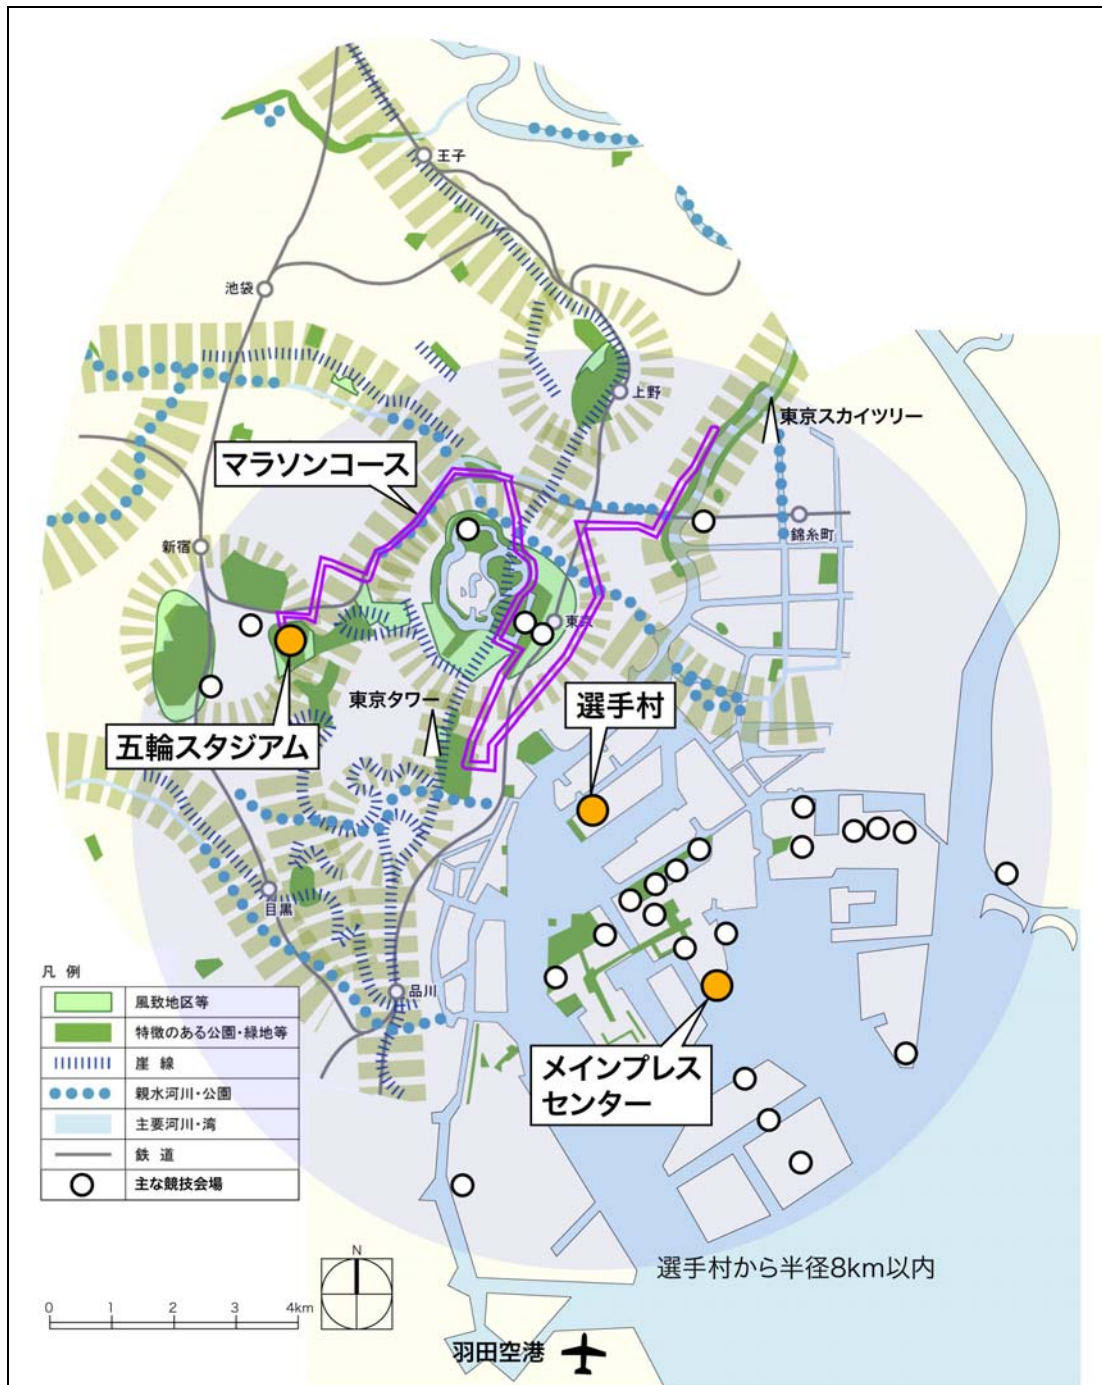 王子
池袋
上野
東京スカイツリー
マラソンコース
錦糸町
新宿
東京
東京タワー
選手村
五輪スタジアム
目黒
品川
メインプレス
センター
凡 例
風致地区等
特徴のある公園・緑地等
崖 線
親水河川・公園
主要河川・湾
鉄 道
主な競技会場
選手村から半径8km以内
N
0 1 2 3 4km
羽田空港